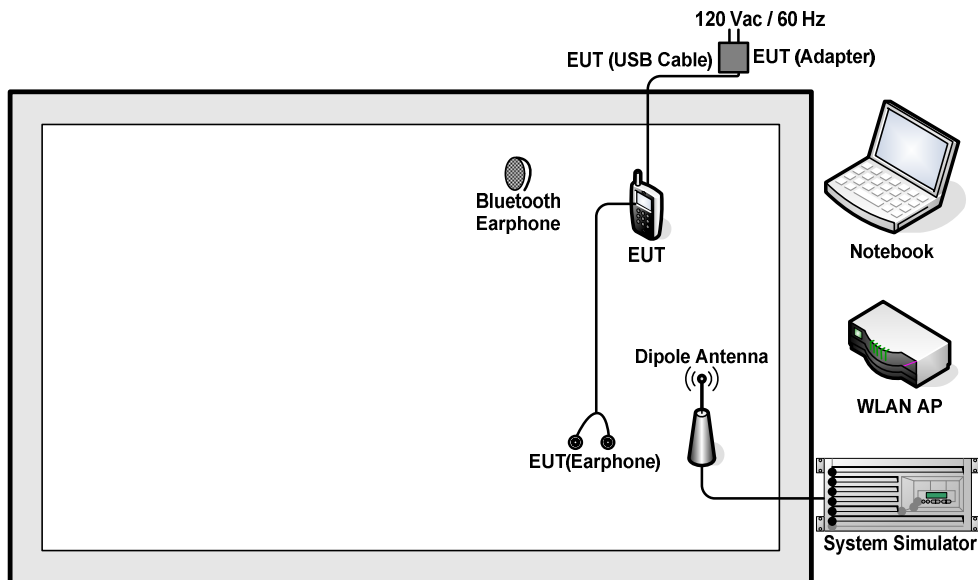 120 Vac / 60 Hz
EUT (USB Cable)
EUT (Adapter)
Bluetooth
Earphone
EUT
Notebook
Dipole Antenna
WLAN AP
EUT(Earphone)
System Simulator